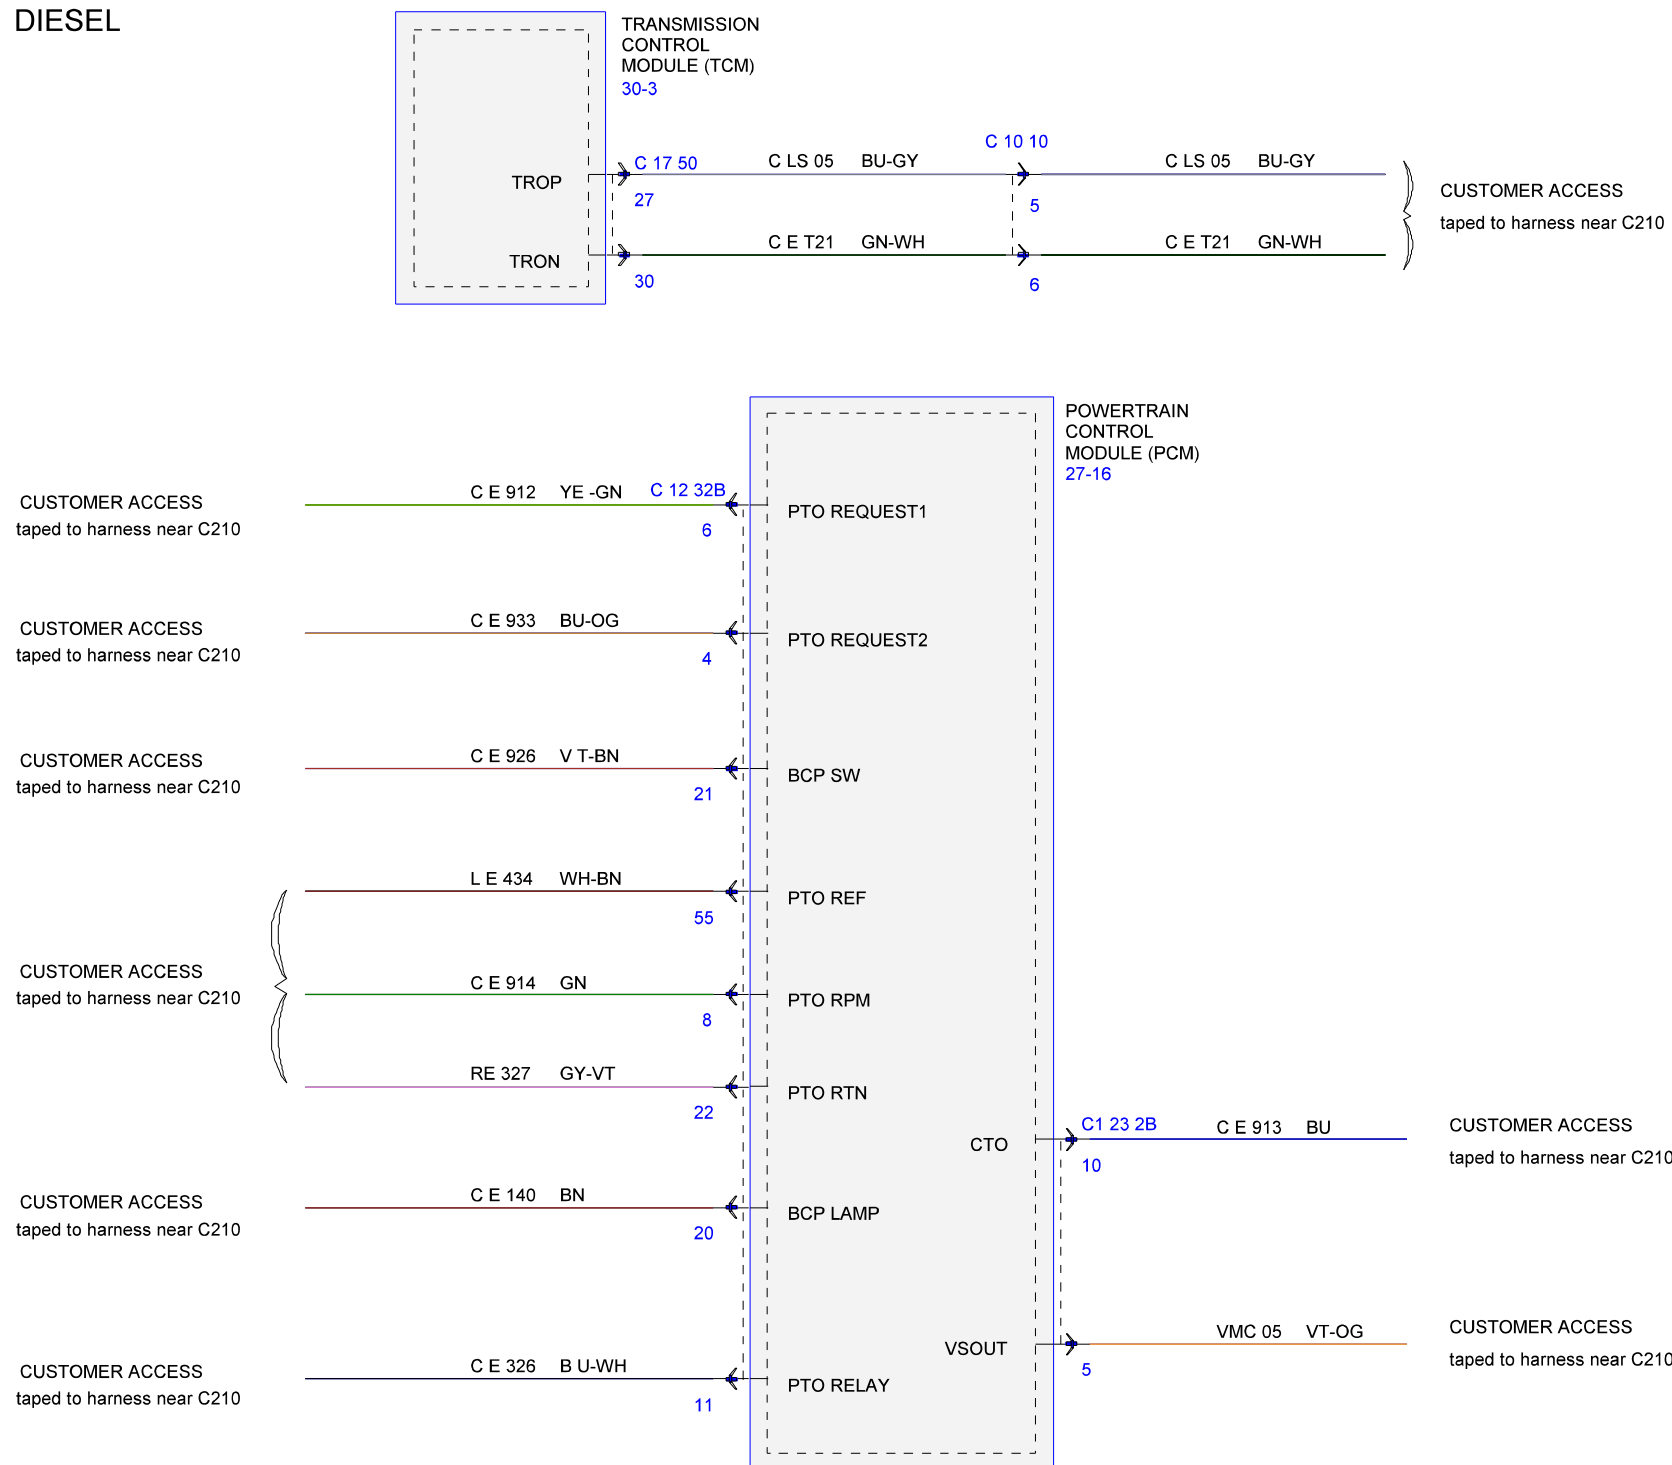 DIESEL
TRANSMISSION
CONTROL
MODULE (TCM)
30-3
C 10 10
C 17 50
C LS 05 BU-GY
C LS 05 BU-GY
TROP
27
5
CUSTOMER ACCESS
taped to harness near C210
C E T21 GN-WH
C E T21 GN-WH
TRON
30
6
POWERTRAIN
CONTROL
MODULE (PCM)
27-16
CUSTOMER ACCESS
taped to harness near C210
C E 912 YE -GN
C 12 32B
6
PTO REQUEST1
CUSTOMER ACCESS
taped to harness near C210
C E 933 BU-OG
4
PTO REQUEST2
CUSTOMER ACCESS
taped to harness near C210
C E 926 V T-BN
21
BCP SW
L E 434 WH-BN
55
PTO REF
CUSTOMER ACCESS
taped to harness near C210
C E 914 GN
8
PTO RPM
RE 327 GY-VT
22
PTO RTN
CTO
C1 23 2B
10
C E 913 BU
CUSTOMER ACCESS
taped to harness near C210
CUSTOMER ACCESS
taped to harness near C210
C E 140 BN
20
BCP LAMP
VSOUT
5
VMC 05 VT-OG
CUSTOMER ACCESS
taped to harness near C210
CUSTOMER ACCESS
taped to harness near C210
C E 326 B U-WH
11
PTO RELAY